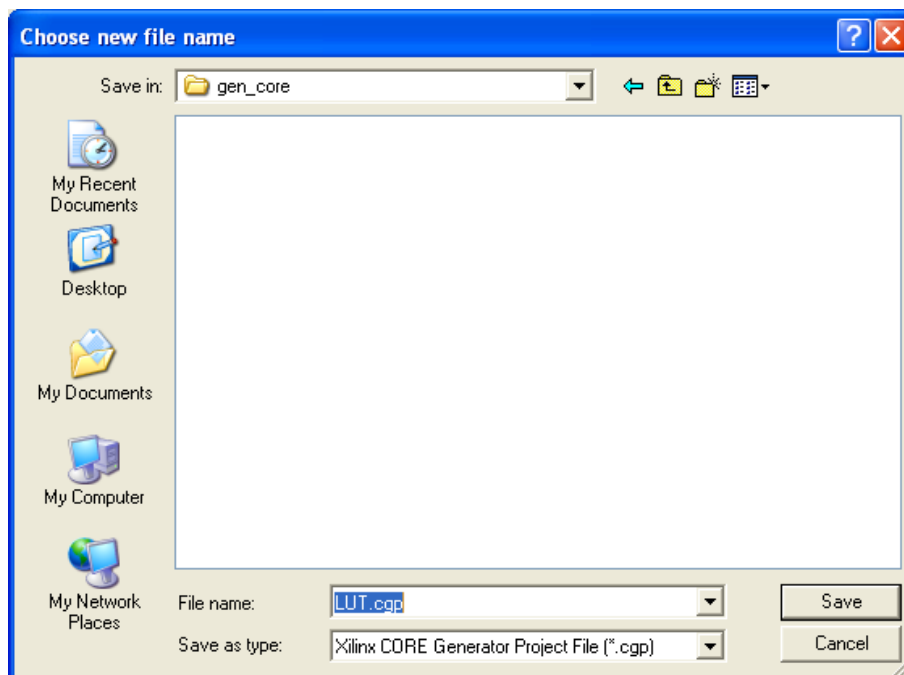 Choose new file name
Save in:
gen_core
My Recent
Documents
Desktop
My Documents
My Computer
My Network
Places
File name:
LUT.cgp
Save
Save as type:
Xilinx CORE Generator Project File (*.cgp)
Cancel